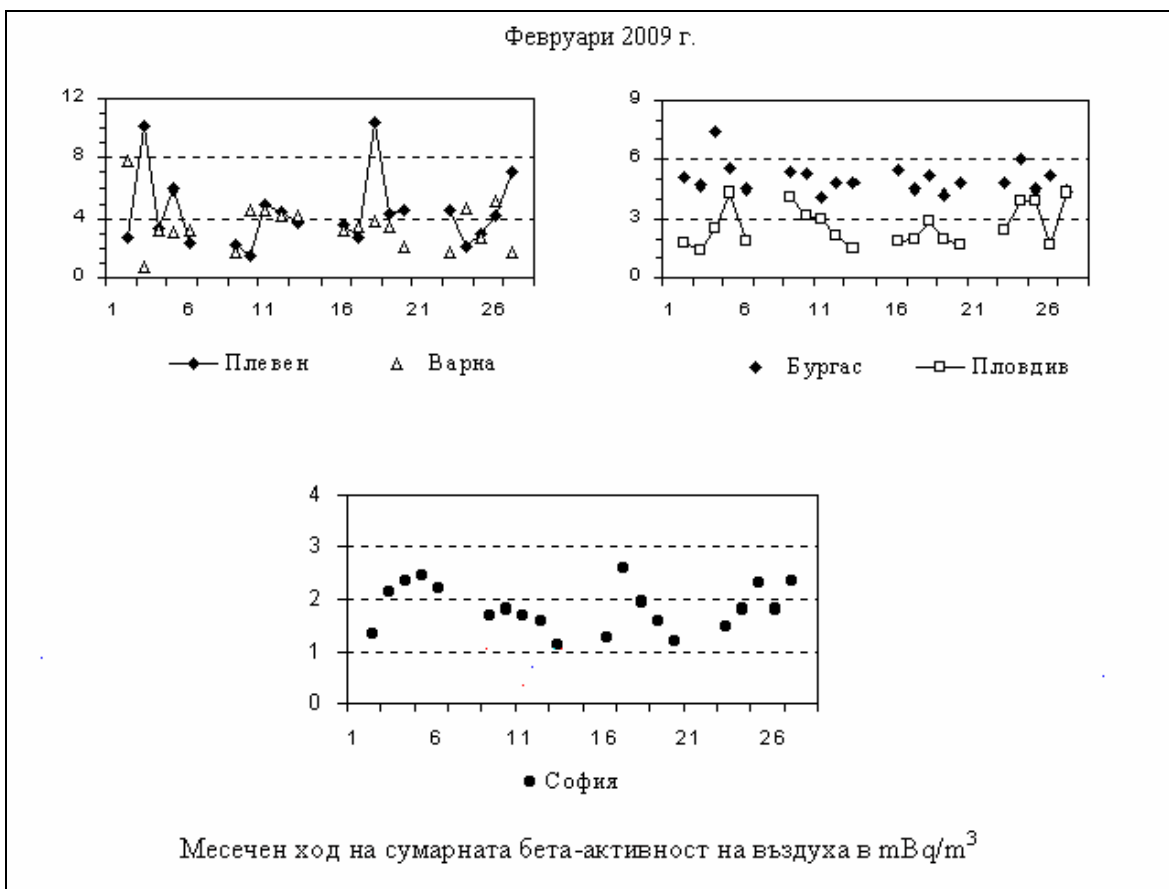 Февруари 2009 г.
12
8
4
0
1 6 11 16 21 26
Плевен Варна
9
6
3
0
1 6 11 16 21 26
Бургас Пловдив
4
3
2
1
0
1 6 11 16 21 26
София
Месечен ход на сумарната бета-активност на въздуха в mBq/m³